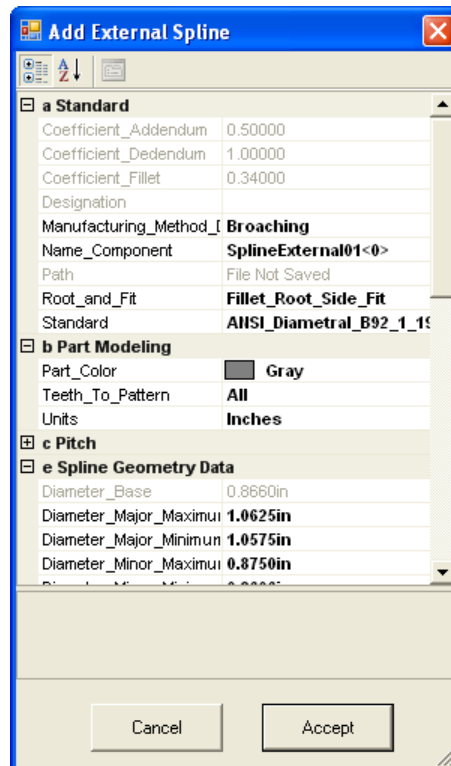 Add External Spline
a Standard
Coefficient_Addendum 0.50000
Coefficient_Dedendum 1.00000
Coefficient_Fillet 0.34000
Designation
Manufacturing_Method_ Broaching
Name_Component SplineExternal01<0>
Path File Not Saved
Root_and_Fit Fillet_Root_Side_Fit
Standard ANSI_Diametral_B92_1_19
b Part Modeling
Part_Color Gray
Teeth_To_Pattern All
Units Inches
c Pitch
e Spline Geometry Data
Diameter_Base 0.8660in
Diameter_Major_Maximu 1.0625in
Diameter_Major_Minimun 1.0575in
Diameter_Minor_Maximu 0.8750in
Cancel Accept